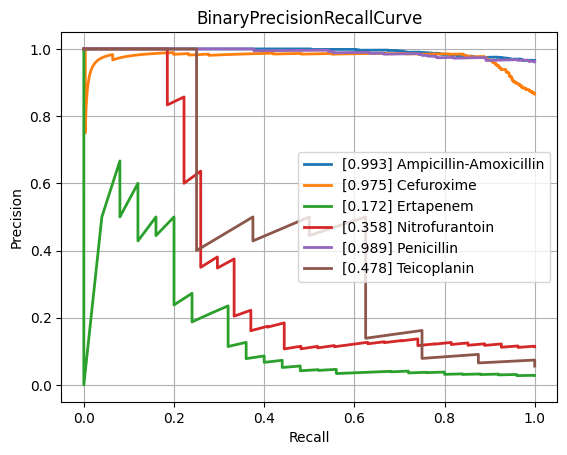 BinaryPrecisionRecallCurve
1.0
0.8
0.6
0.4
0.2
0.0
Precision
[0.993] Ampicillin-Amoxicillin
[0.975] Cefuroxime
[0.172] Ertapenem
[0.358] Nitrofurantoin
[0.989] Penicillin
[0.478] Teicoplanin
0.0 0.2 0.4 0.6 0.8 1.0
Recall